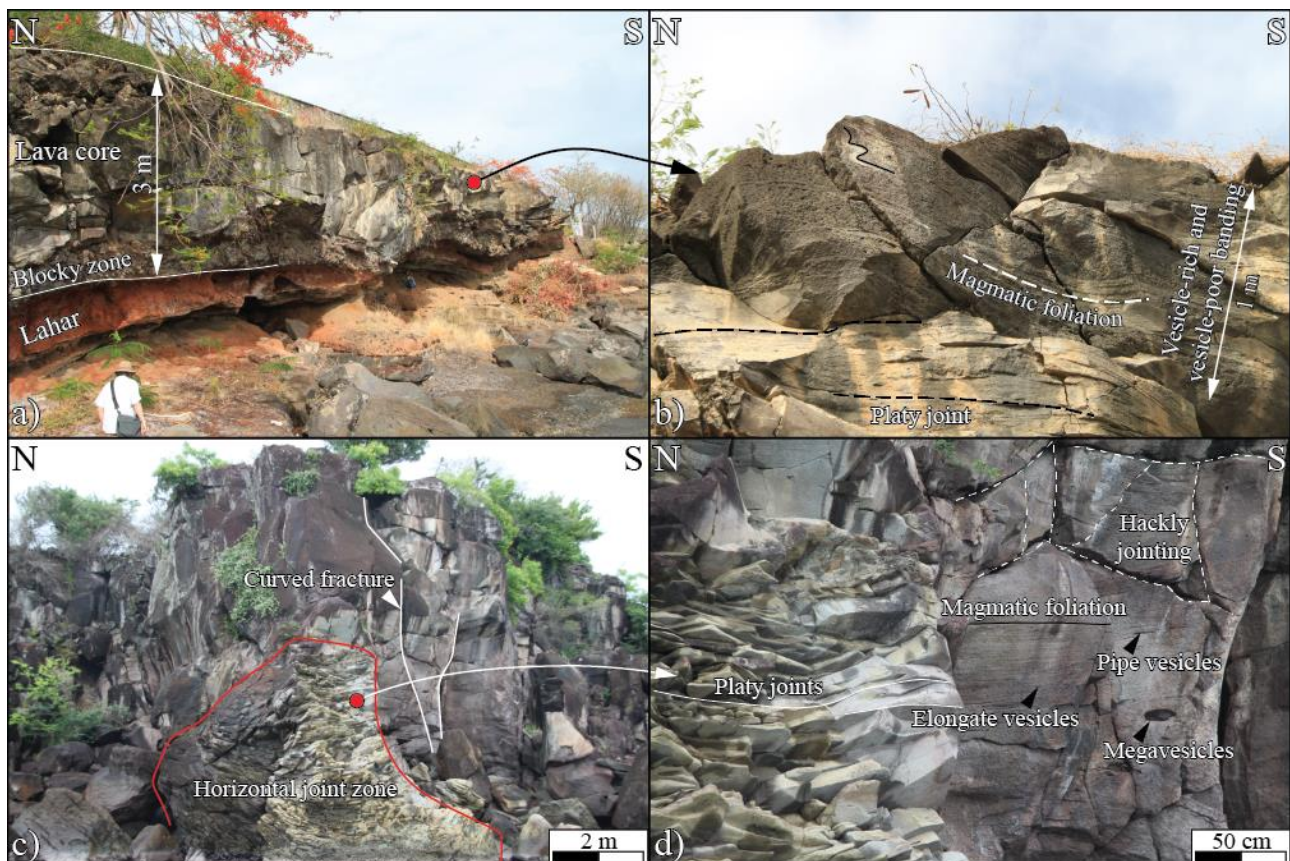 N
S
Lava core
3 m
Blocky zone
Lahar
a)
N
S
Magmatic foliation
Vesicle-rich and
vesicle-poor banding
1 m
Platy joint
b)
N
S
Curved fracture
Horizontal joint zone
c)
2 m
N
S
Hackly
jointing
Magmatic foliation
Pipe vesicles
Platy joints
Elongate vesicles
Megavesicles
d)
50 cm